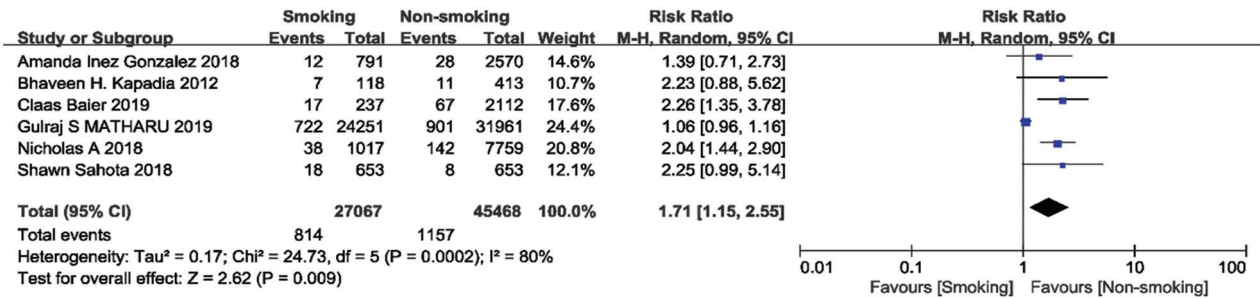 Smoking Non-smoking Risk Ratio Risk Ratio
Study or Subgroup Events Total Events Total Weight M-H, Random, 95% CI M-H, Random, 95% CI
Amanda Inez Gonzalez 2018 12 791 28 2570 14.6% 1.39 [0.71, 2.73]
Bhaveen H. Kapadia 2012 7 118 11 413 10.7% 2.23 [0.88, 5.62]
Claas Baier 2019 17 237 67 2112 17.6% 2.26 [1.35, 3.78]
Gulraj S MATHARU 2019 722 24251 901 31961 24.4% 1.06 [0.96, 1.16]
Nicholas A 2018 38 1017 142 7759 20.8% 2.04 [1.44, 2.90]
Shawn Sahota 2018 18 653 8 653 12.1% 2.25 [0.99, 5.14]
Total (95% CI) 27067 45468 100.0% 1.71 [1.15, 2.55]
Total events 814 1157
Heterogeneity: Tau² = 0.17; Chi² = 24.73, df = 5 (P = 0.0002); I² = 80%
Test for overall effect: Z = 2.62 (P = 0.009)
0.01 0.1 1 10 100
Favours [Smoking] Favours [Non-smoking]